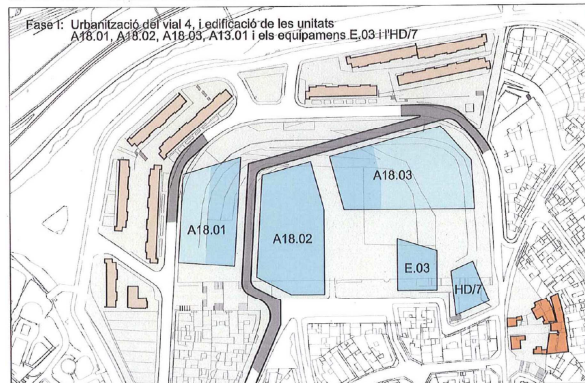 Fase I: Urbanització del vial 4, i edificació de les unitats
A18.01, A18.02, A18.03, A13.01 i els equipamens E.03 i l'HD/7
A18.03
A18.01
A18.02
E.03
HD/7